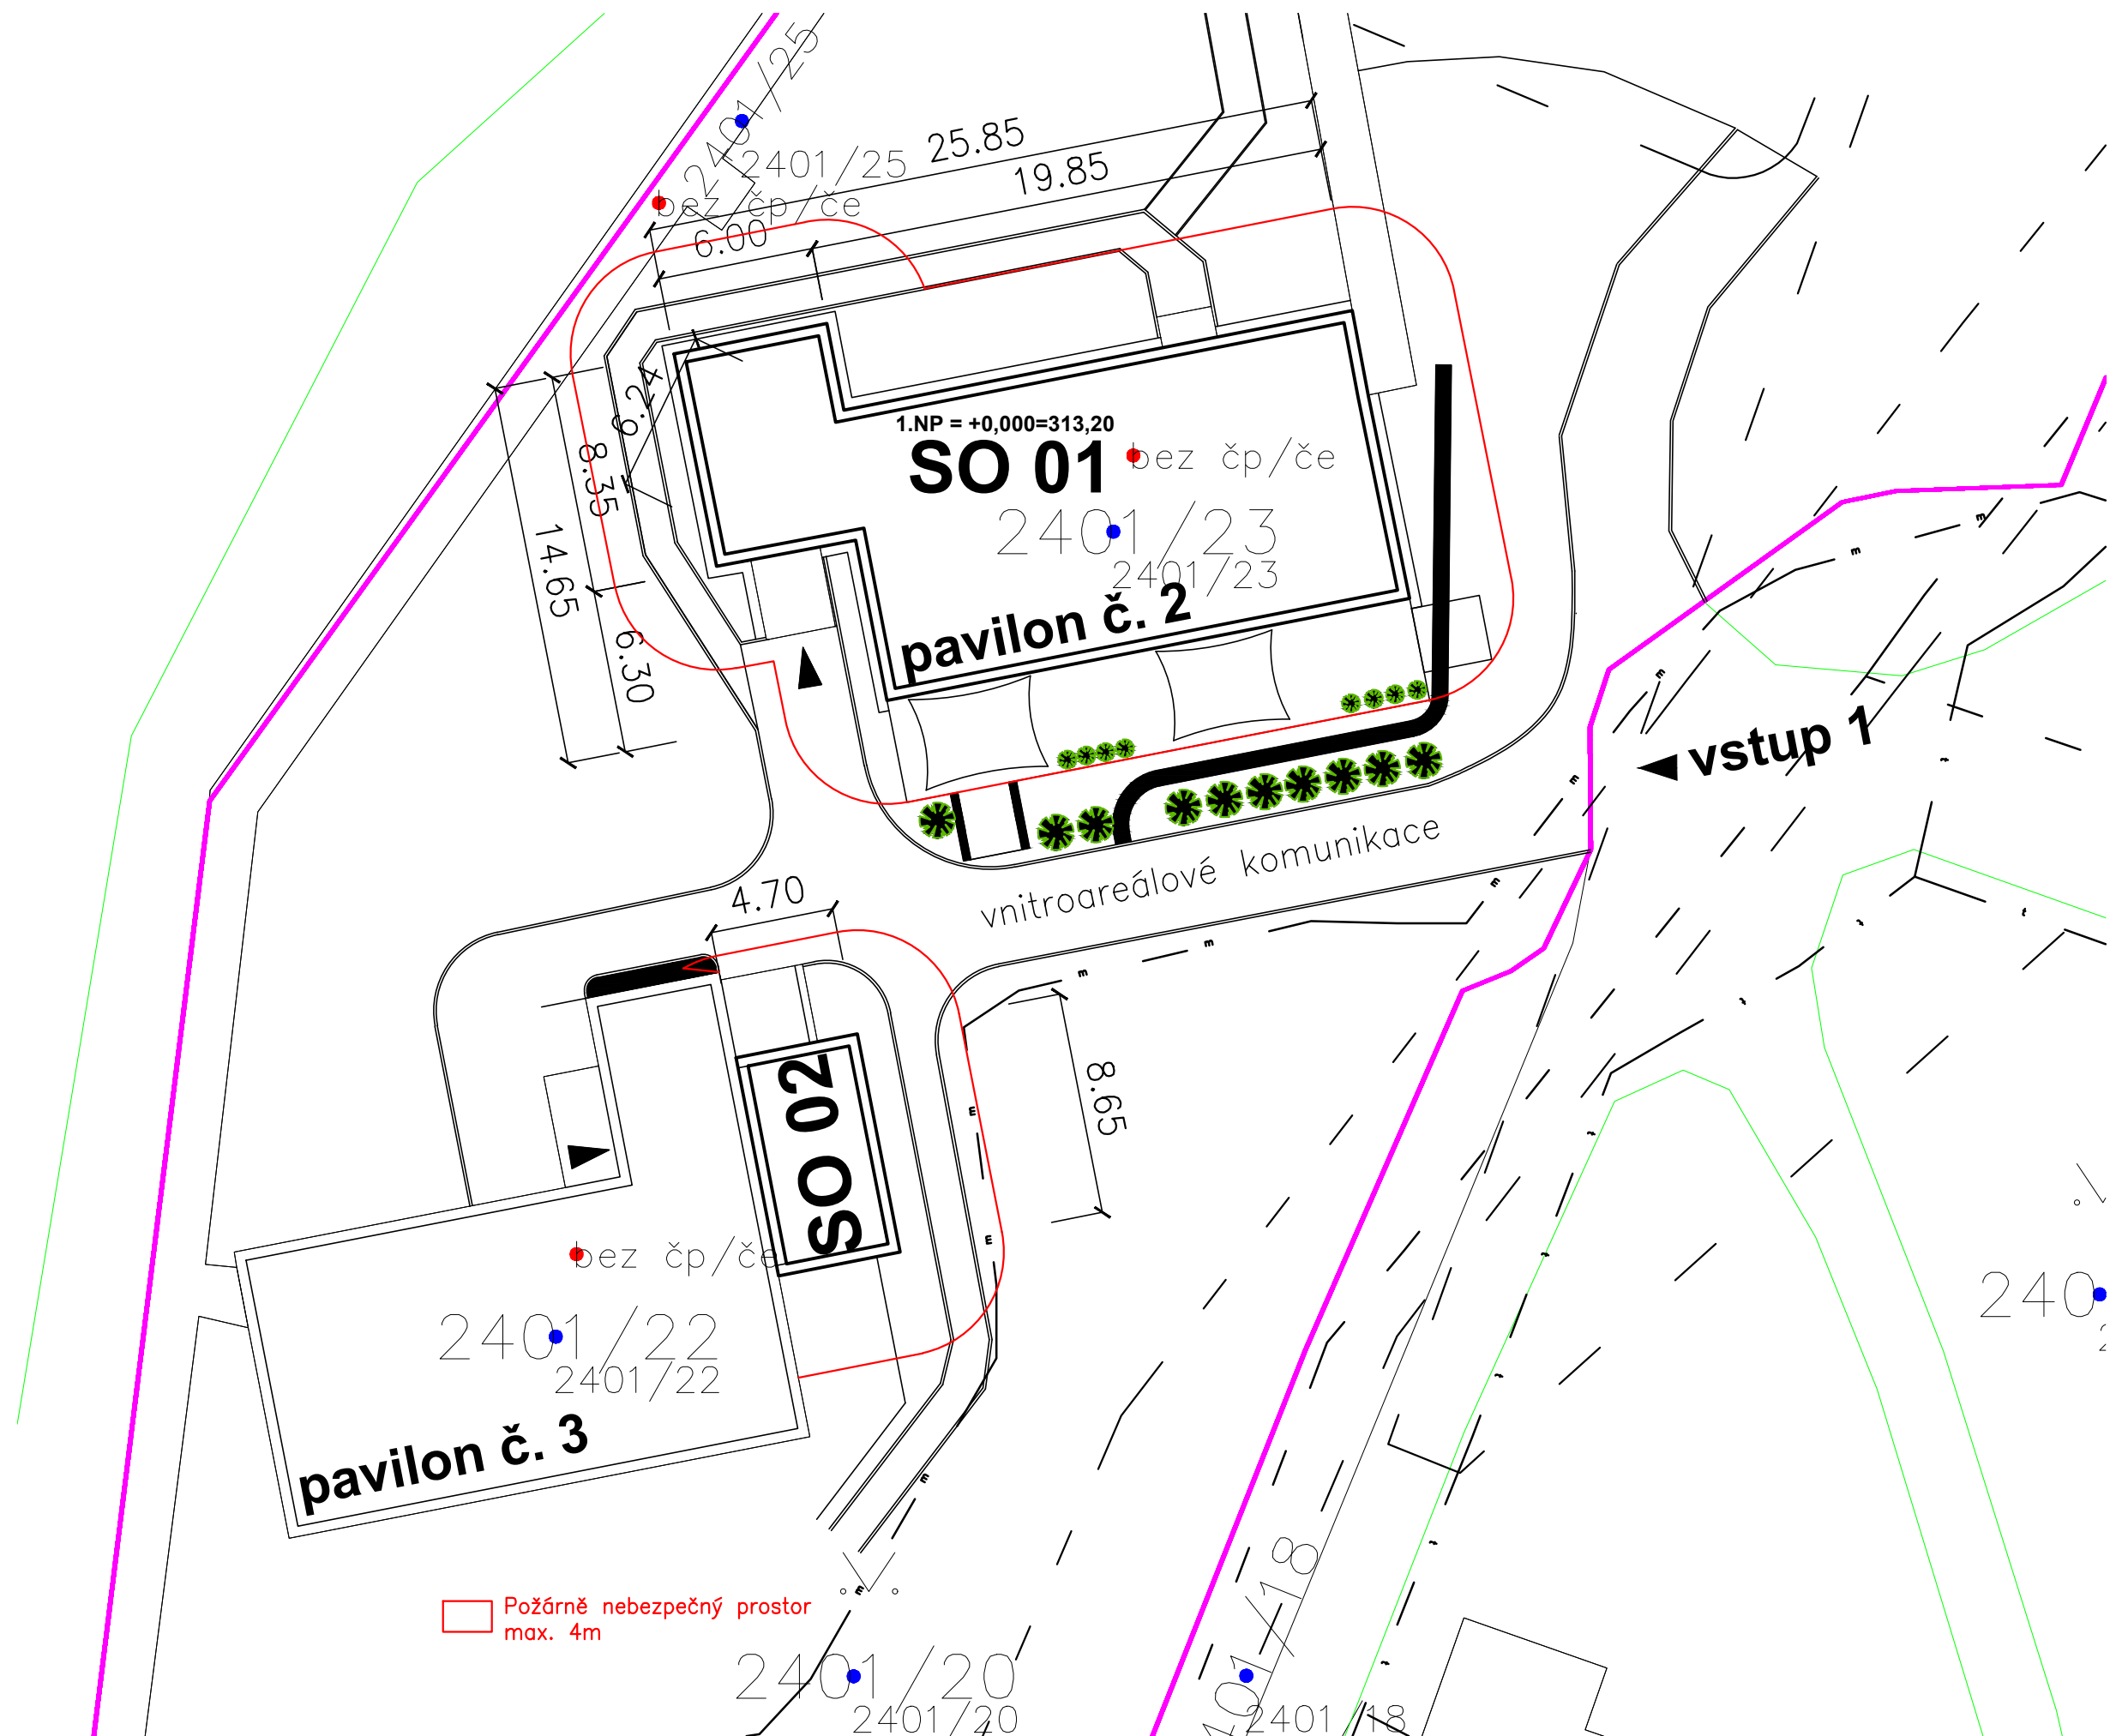 2401/25
25.85
2401/25
19.85
bez čp/če
6.00
6.24
1.NP = +0,000=313,20
SO 01
bez čp/če
8.35
2401/23
14.65
2401/23
pavilon č. 2
6.30
vstup 1
vnitroareálové komunikace
4.70
8.65
SO 02
bez čp/če
2401/22
2401/22
pavilon č. 3
Požárně nebezpečný prostor
max. 4m
2401/20
2401/20
2401 18